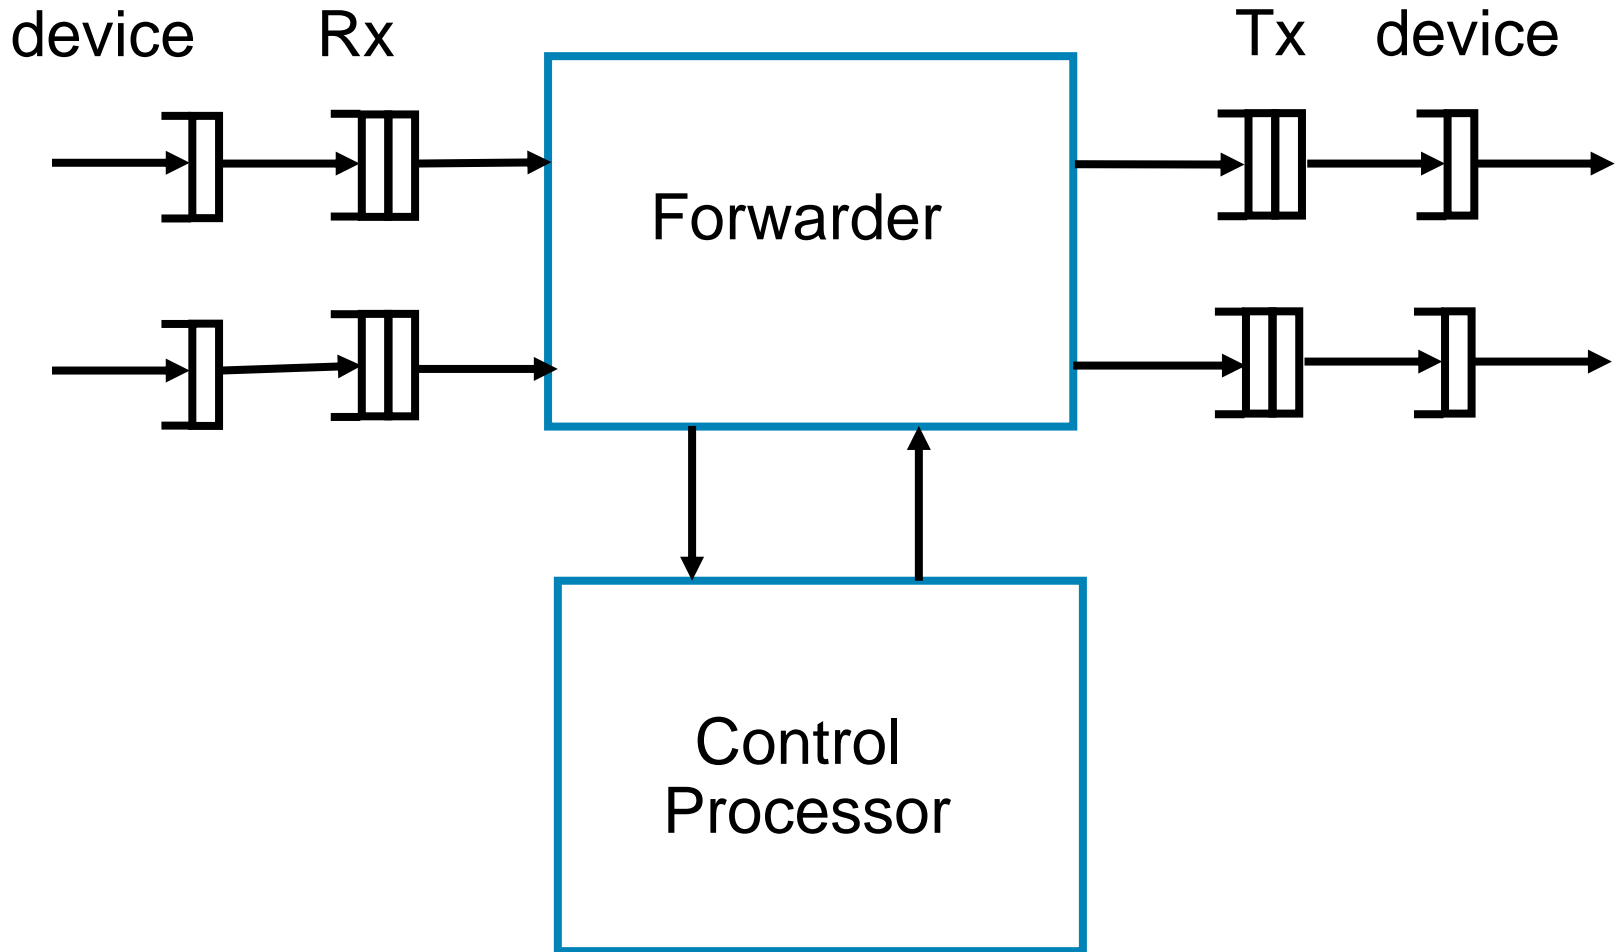 device Rx Tx device
Forwarder
Control
Processor